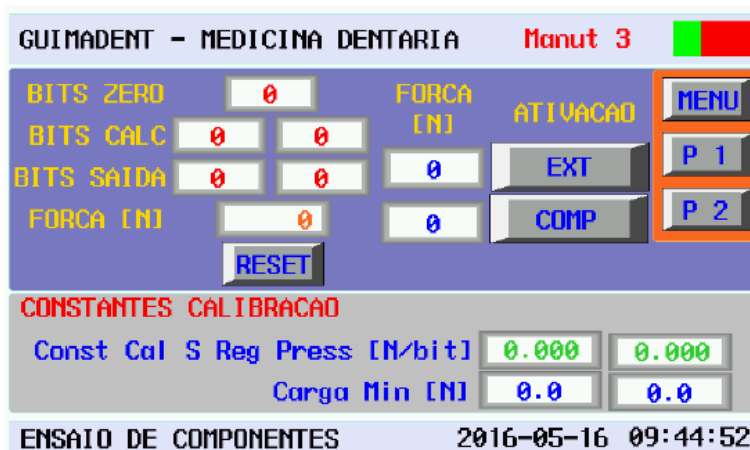 GUIMADENT - MEDICINA DENTARIA Manut 3
BITS ZERO 0 FORCA [N] ATIVACAO MENU
BITS CALC 0 0
BITS SAIDA 0 0 0 EXT P 1
FORCA [N] 0 0 COMP P 2
RESET
CONSTANTES CALIBRACAO
Const Cal S Reg Press [N/bit] 0.000 0.000
Carga Min [N] 0.0 0.0
ENSAIO DE COMPONENTES 2016-05-16 09:44:52